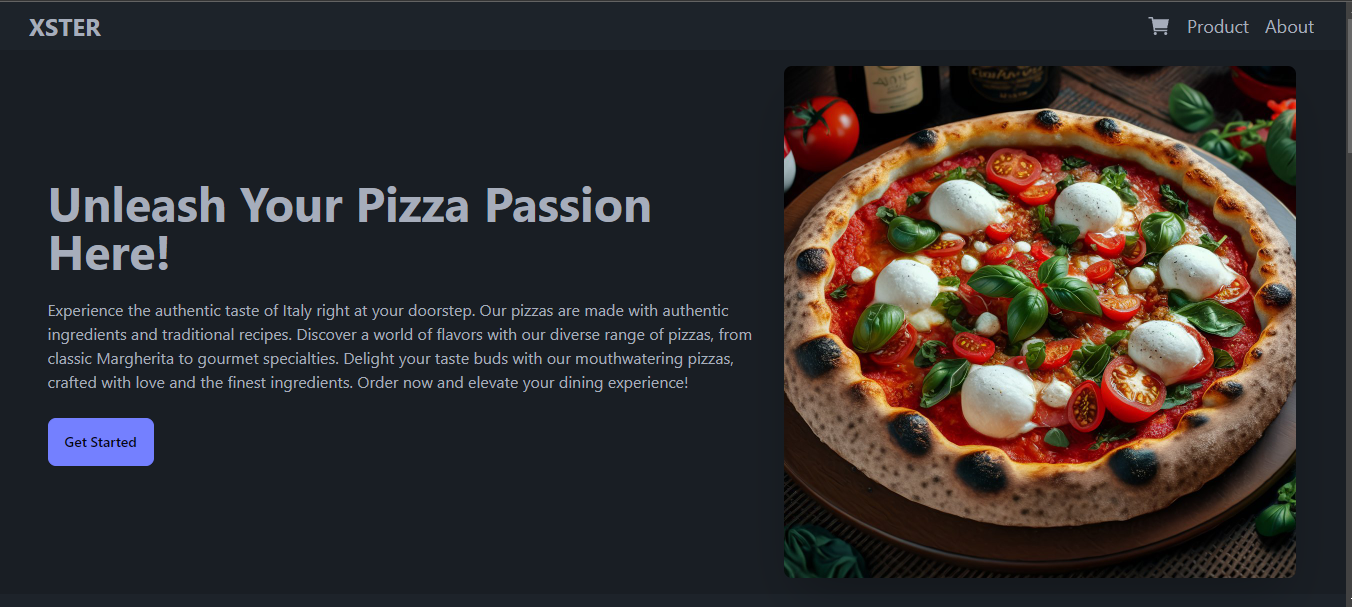 XSTER
Product About
Unleash Your Pizza Passion
Here!
Experience the authentic taste of Italy right at your doorstep. Our pizzas are made with authentic
ingredients and traditional recipes. Discover a world of flavors with our diverse range of pizzas, from
classic Margherita to gourmet specialties. Delight your taste buds with our mouthwatering pizzas,
crafted with love and the finest ingredients. Order now and elevate your dining experience!
Get Started